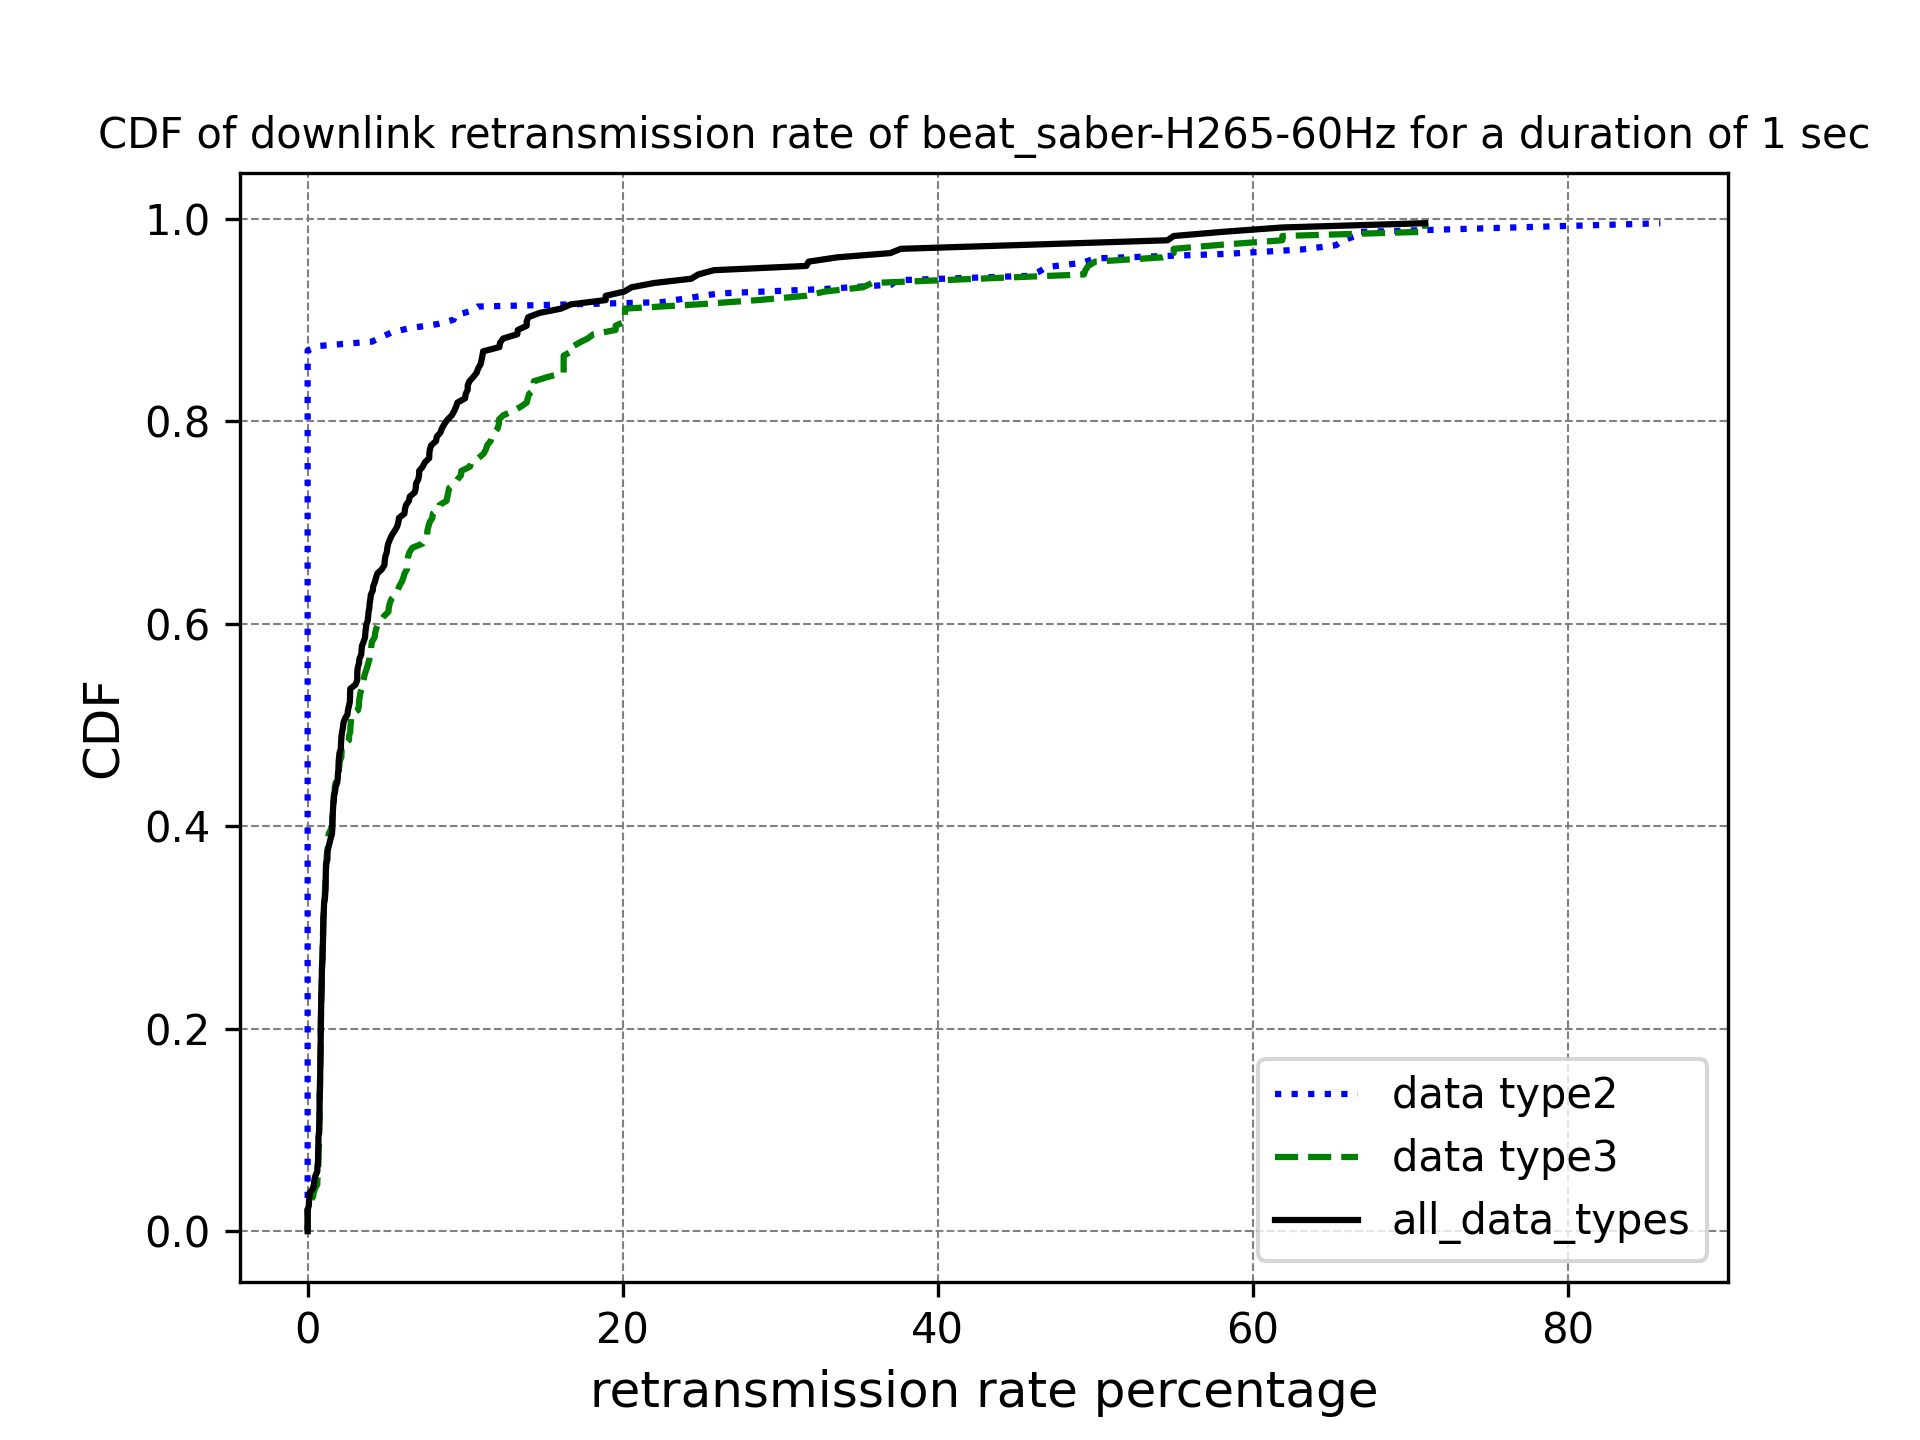 CDF of downlink retransmission rate of beat_saber-H265-60Hz for a duration of 1 sec
1.0
0.8
0.6
0.4
0.2
0.0
CDF
data type2
data type3
all_data_types
0 20 40 60 80
retransmission rate percentage